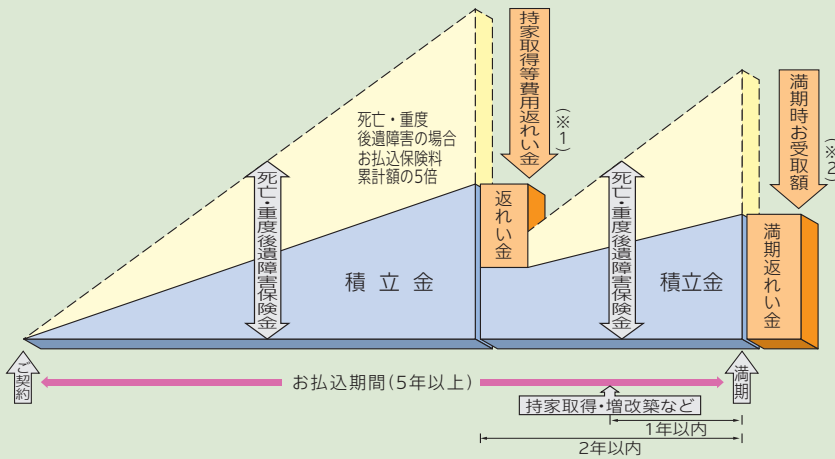 持家取得等費用返れい金
(※1)
満期時お受取額
(※2)
死亡・重度
後遺障害の場合
お払込保険料
累計額の5倍
死亡・重度後遺障害保険金
返れい金
死亡・重度後遺障害保険金
満期返れい金
積立金
積立金
ご契約
お払込期間(5年以上)
満期
持家取得・増改築など
1年以内
2年以内